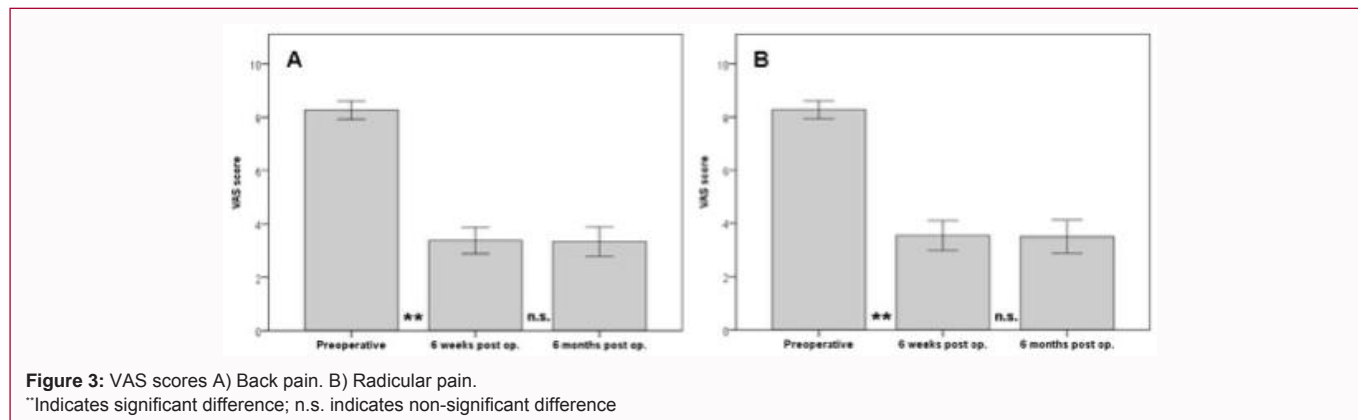 A
10
8
6
4
2
0
VAS score
** n.s.
Preoperative 6 weeks post op. 6 months post op.
B
10
8
6
4
2
0
VAS score
** n.s.
Preoperative 6 weeks post op. 6 months post op.
Figure 3: VAS scores A) Back pain. B) Radicular pain.
**Indicates significant difference; n.s. indicates non-significant difference